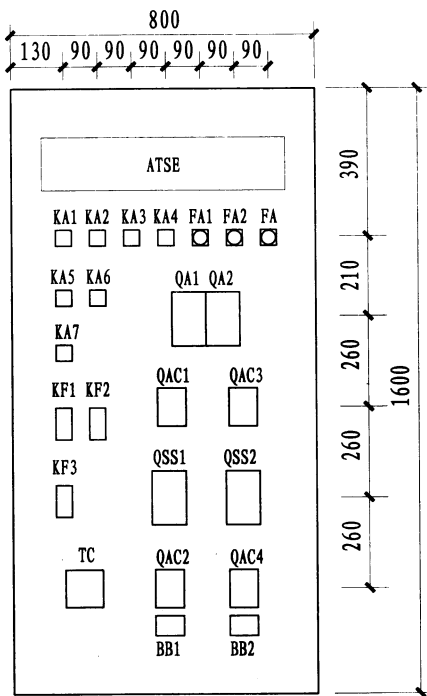 800
130 90 90 90 90 90 90
ATSE
390
KA1 KA2 KA3 KA4 FA1 FA2 FA
KA5 KA6 QA1 QA2
210
KA7
260
QAC1 QAC3
KF1 KF2
1600
QSS1 QSS2
KF3
260
260
TC QAC2 QAC4
BB1 BB2